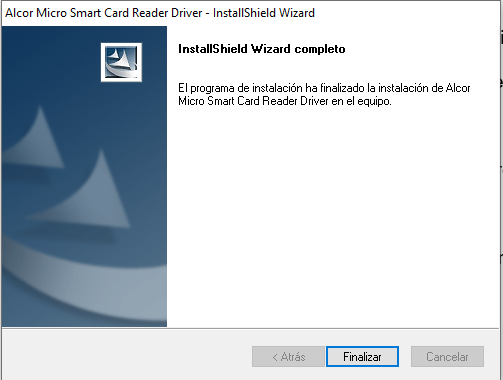 Alcor Micro Smart Card Reader Driver - InstallShield Wizard
InstallShield Wizard completo
El programa de instalación ha finalizado la instalación de Alcor
Micro Smart Card Reader Driver en el equipo.
< Atrás
Finalizar
Cancelar